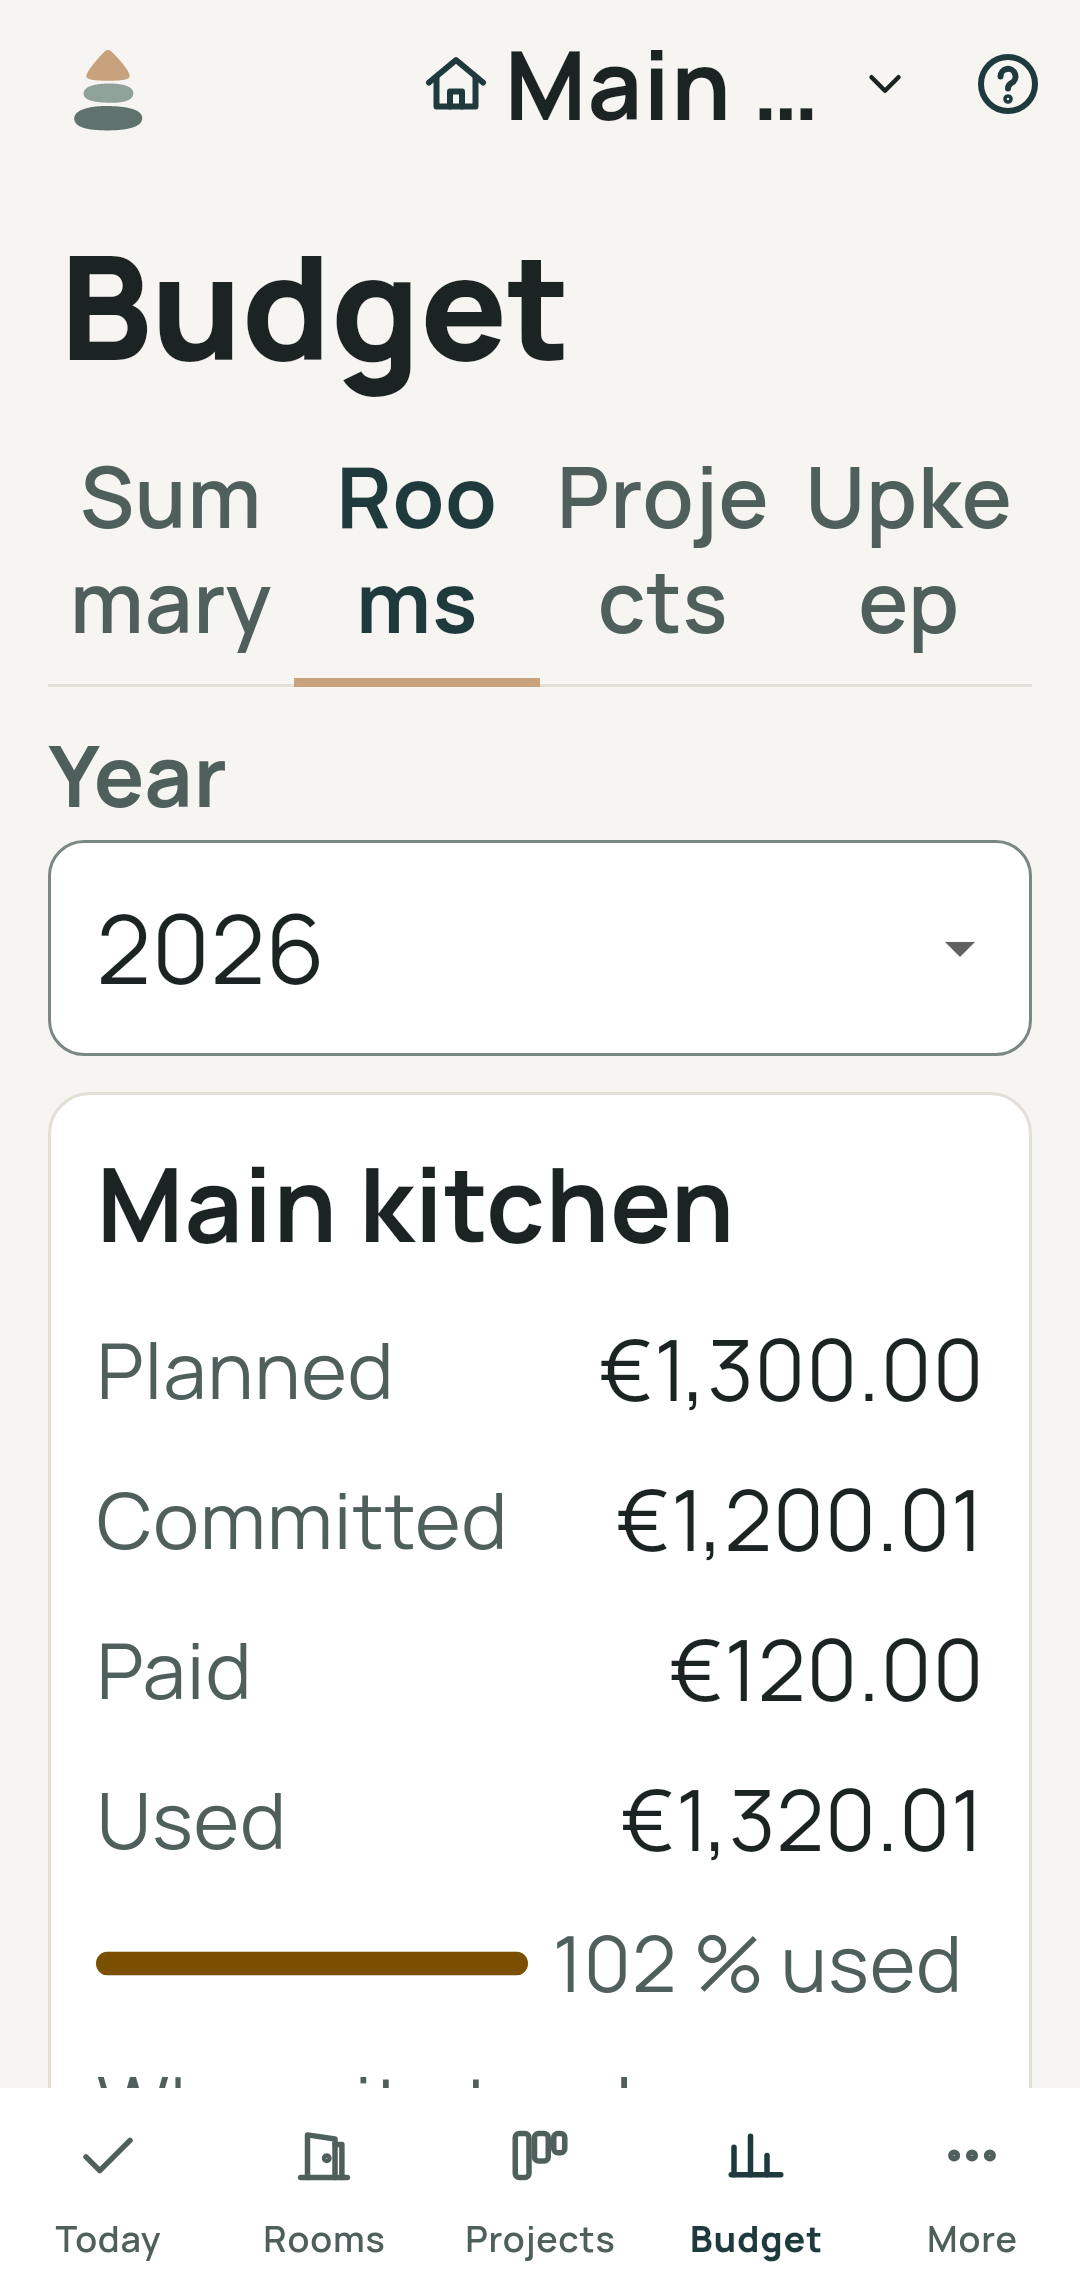 Main ...
Budget
Sum
mary
Roo
ms
Proje
cts
Upke
ep
Year
2026
Main kitchen
Planned €1,300.00
Committed €1,200.01
Paid €120.00
Used €1,320.01
102 % used
Today Rooms Projects Budget More